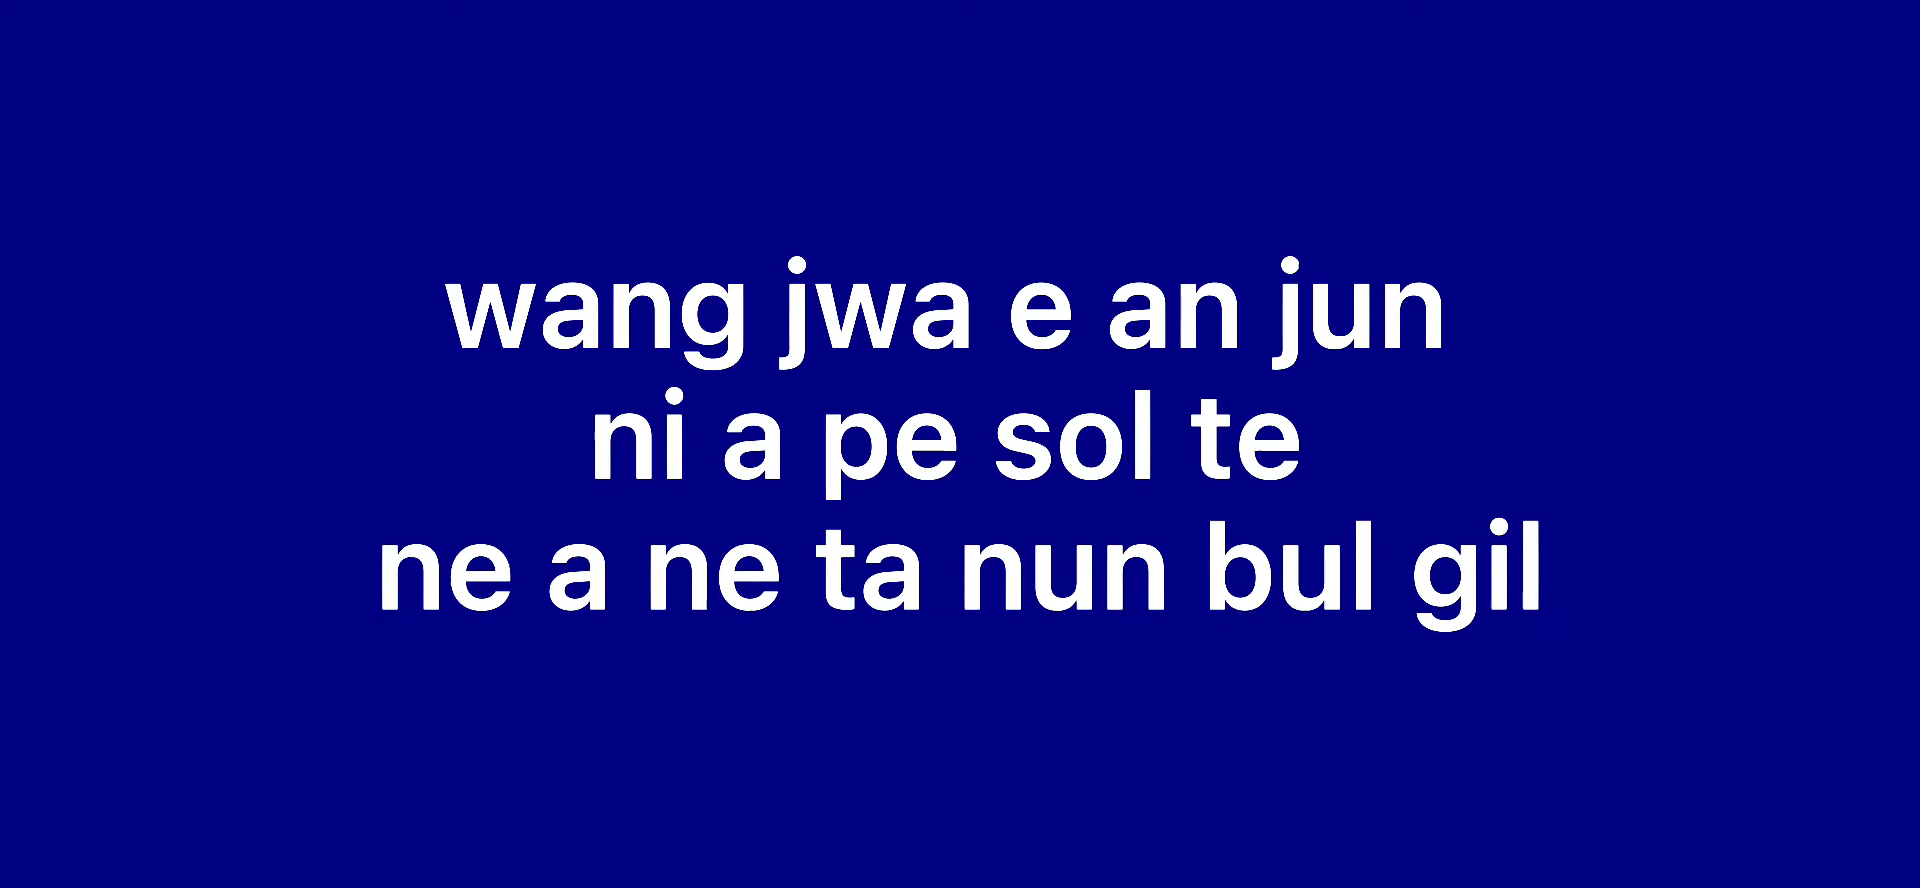 wang jwa e an jun
ni a pe sol te
ne a ne ta nun bul gil